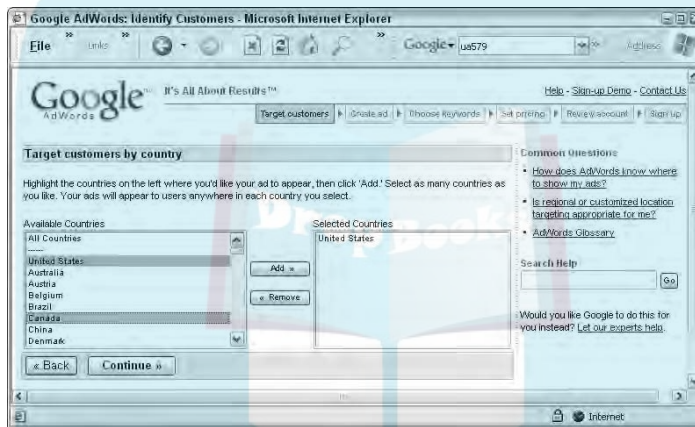 Google AdWords: Identify Customers - Microsoft Internet Explorer
File Links Google ua579 Address
Google AdWords
It's All About Results™
Help - Sign-up Demo - Contact Us
Target customers Create ad Choose keywords Set pricing Review account Sign up
Target customers by country
Highlight the countries on the left where you'd like your ad to appear, then click 'Add.' Select as many countries as you like. Your ads will appear to users anywhere in each country you select.
Available Countries
All Countries
-----
United States
Australia
Austria
Belgium
Brazil
Canada
China
Denmark
Add »
« Remove
Selected Countries
United States
« Back
Continue »
Common Questions
• How does AdWords know where to show my ads?
• Is regional or customized location targeting appropriate for me?
• AdWords Glossary
Search Help
Go
Would you like Google to do this for you instead? Let our experts help.
Internet
DropBooks